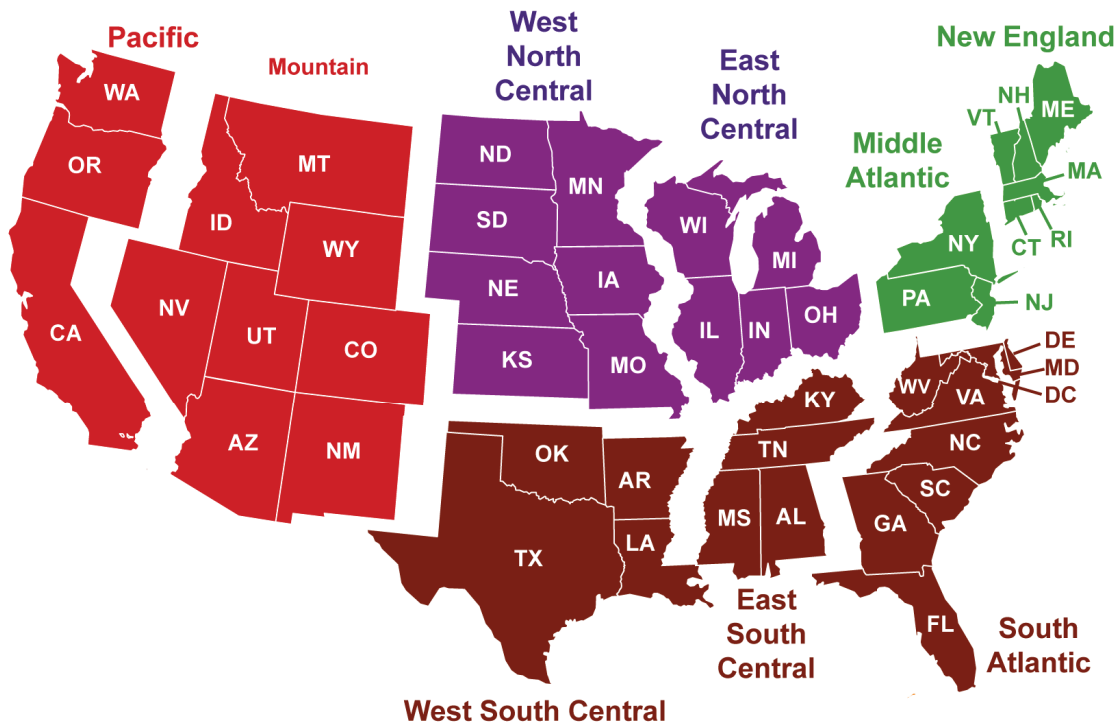 Pacific
Mountain
West
North
Central
East
North
Central
New England
Middle
Atlantic
WA
OR
CA
MT
ID
WY
NV
UT
CO
AZ
NM
ND
SD
NE
KS
MN
IA
MO
WI
MI
IL
IN
OH
NH
VT
ME
MA
RI
CT
NY
PA
NJ
DE
MD
DC
WV
VA
KY
TN
NC
SC
GA
FL
MS
AL
OK
AR
LA
TX
East
South
Central
South
Atlantic
West South Central